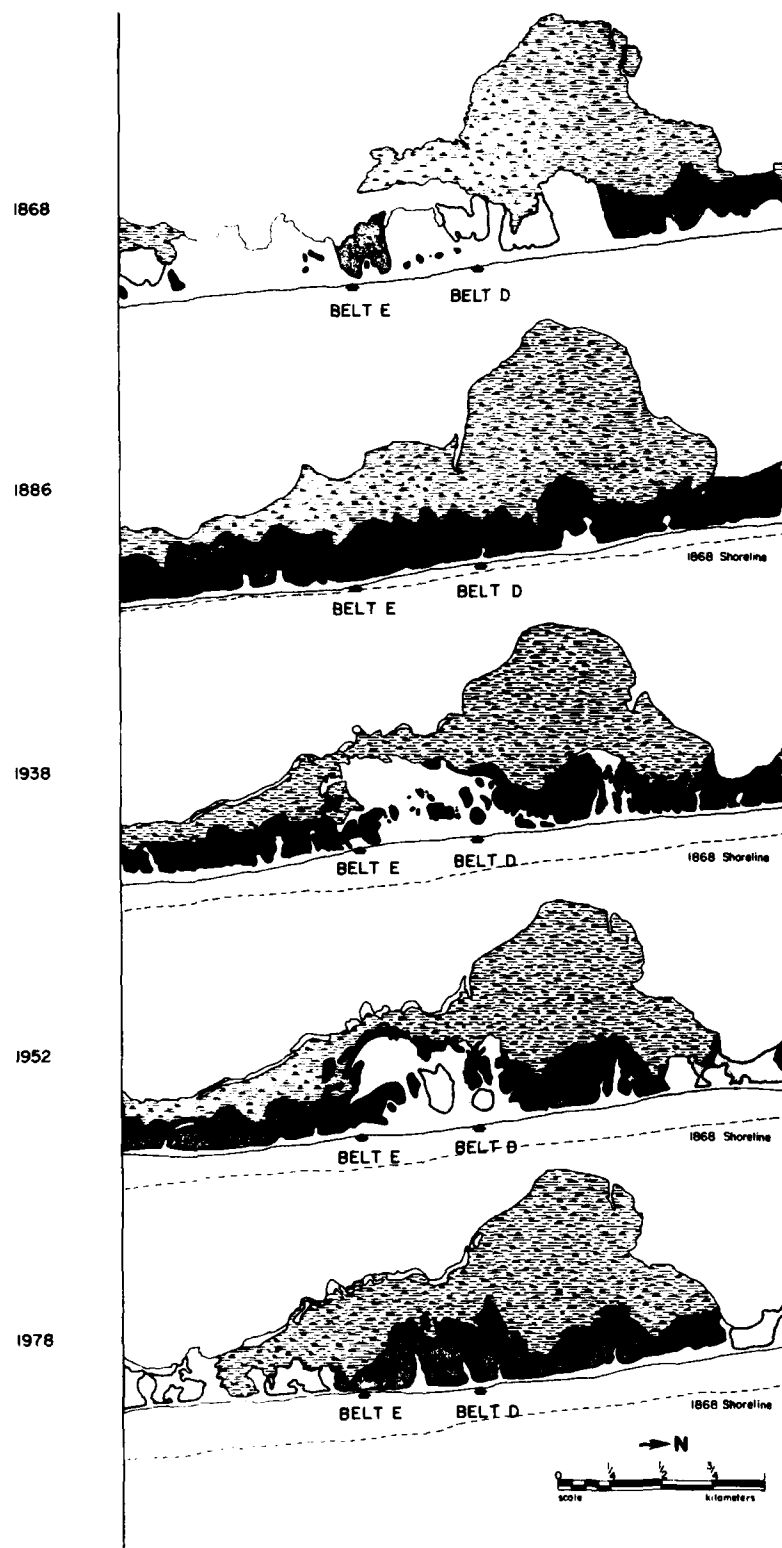 1868
BELT E
BELT D
1886
1868 Shoreline
BELT E
BELT D
1938
1868 Shoreline
BELT E
BELT D
1952
1868 Shoreline
BELT E
BELT D
1978
1868 Shoreline
BELT E
BELT D
N
0 1/4 1/2 3/4 1
scale kilometers